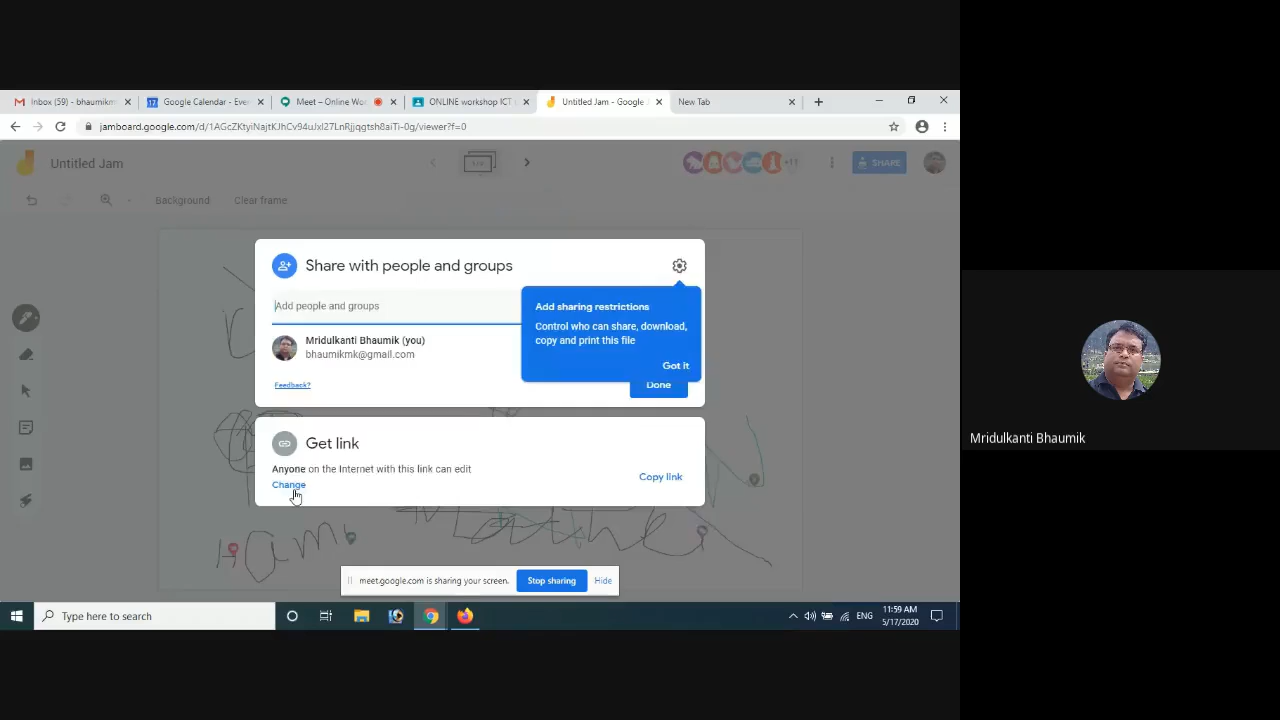 Inbox (59) - bhaumikm
Google Calendar - Eve
Meet – Online Wo
ONLINE workshop ICT
Untitled Jam - Google J
New Tab
jamboard.google.com/d/1AGcZKtyiNajtKJhCv94uJxl27LnRjjqgtsh8aiTi-0g/viewer?f=0
Untitled Jam
+11
SHARE
Background
Clear frame
Share with people and groups
Add people and groups
Add sharing restrictions
Control who can share, download,
copy and print this file
Got it
Mridulkanti Bhaumik (you)
bhaumikmk@gmail.com
Feedback?
Done
Get link
Anyone on the Internet with this link can edit
Change
Copy link
Mridulkanti Bhaumik
Ham
meet.google.com is sharing your screen.
Stop sharing
Hide
Type here to search
ENG
11:59 AM
5/17/2020